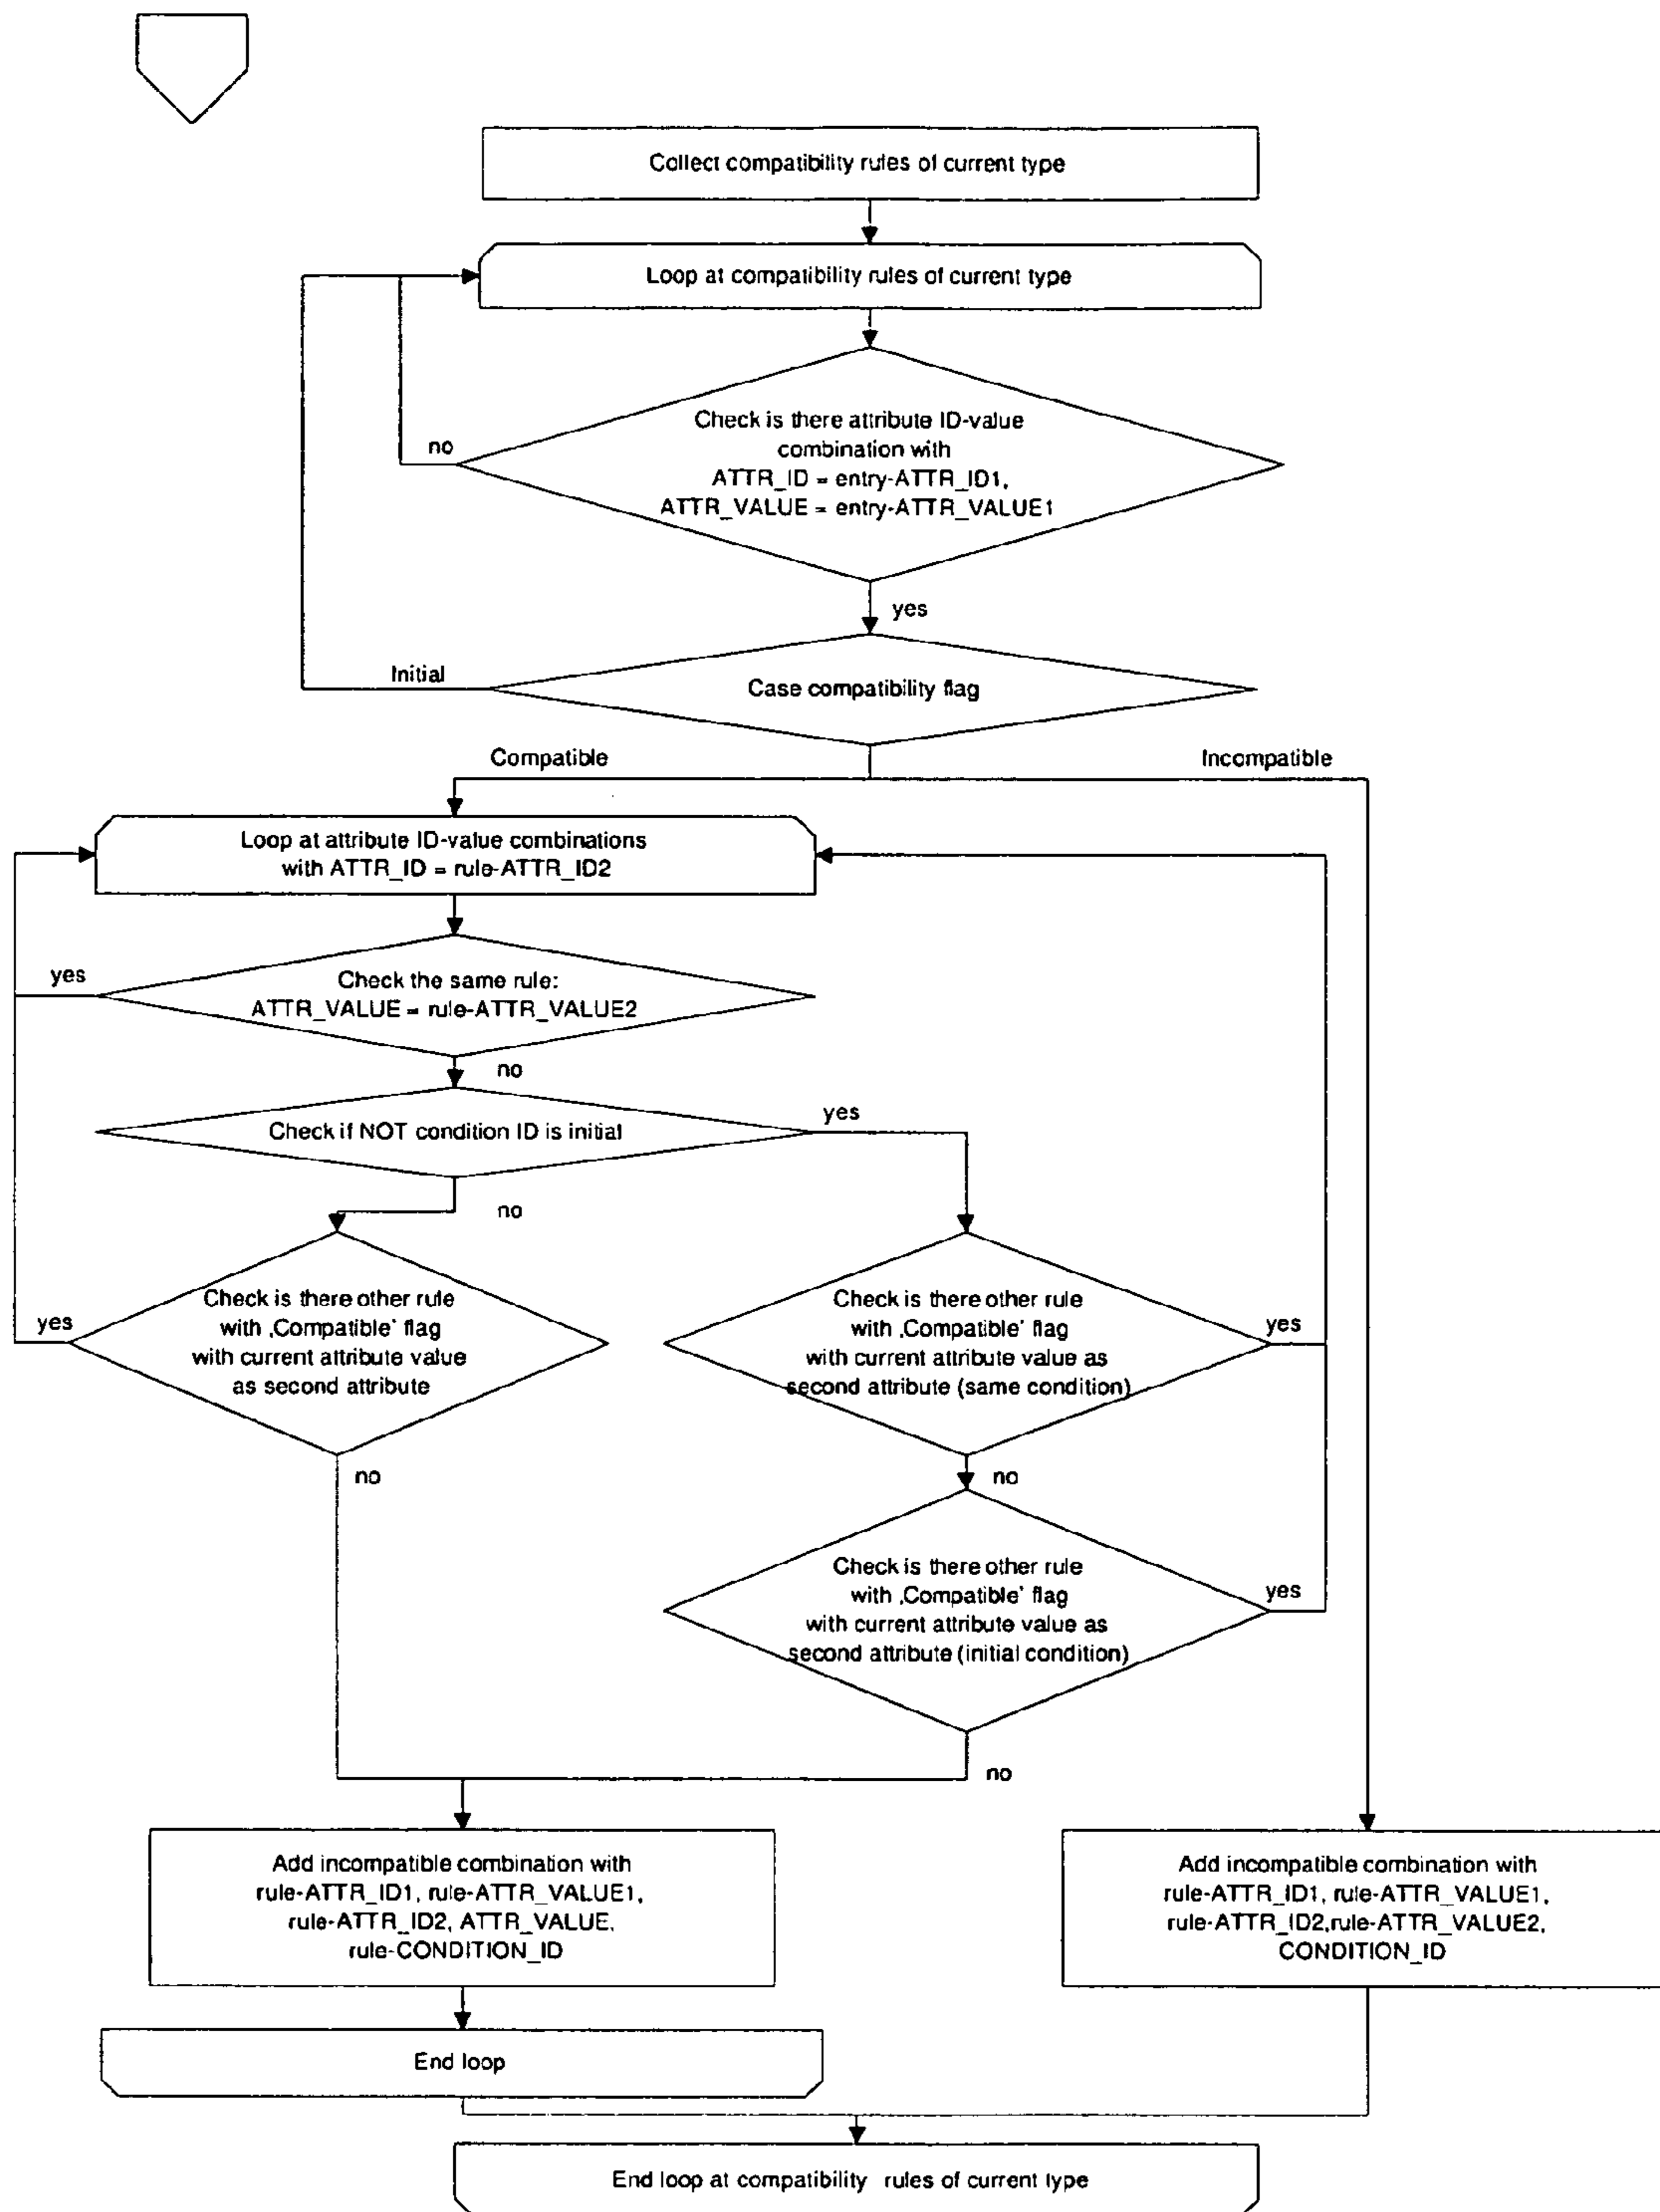 Collect compatibility rules of current type
Loop at compatibility rules of current type
Check is there attribute ID-value
combination with
ATTR_ID = entry-ATTR_ID1,
ATTR_VALUE = entry-ATTR_VALUE1
no
yes
Initial
Case compatibility flag
Compatible
Incompatible
Loop at attribute ID-value combinations
with ATTR_ID = rule-ATTR_ID2
yes
Check the same rule:
ATTR_VALUE = rule-ATTR_VALUE2
no
Check if NOT condition ID is initial
yes
no
Check is there other rule
with ‚Compatible‘ flag
with current attribute value
as second attribute
yes
no
Check is there other rule
with ‚Compatible‘ flag
with current attribute value as
second attribute (same condition)
yes
no
Check is there other rule
with ‚Compatible‘ flag
with current attribute value as
second attribute (initial condition)
yes
no
Add incompatible combination with
rule-ATTR_ID1, rule-ATTR_VALUE1,
rule-ATTR_ID2, ATTR_VALUE,
rule-CONDITION_ID
Add incompatible combination with
rule-ATTR_ID1, rule-ATTR_VALUE1,
rule-ATTR_ID2,rule-ATTR_VALUE2,
CONDITION_ID
End loop
End loop at compatibility rules of current type